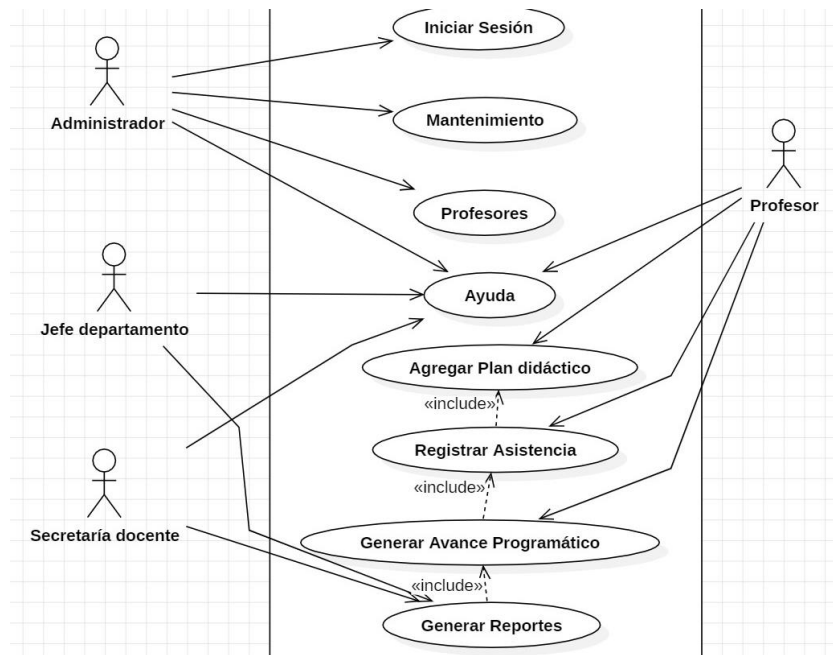 Iniciar Sesión
Administrador
Mantenimiento
Profesor
Profesores
Jefe departamento
Ayuda
Agregar Plan didáctico
«include»
Registrar Asistencia
«include»
Secretaría docente
Generar Avance Programático
«include»
Generar Reportes